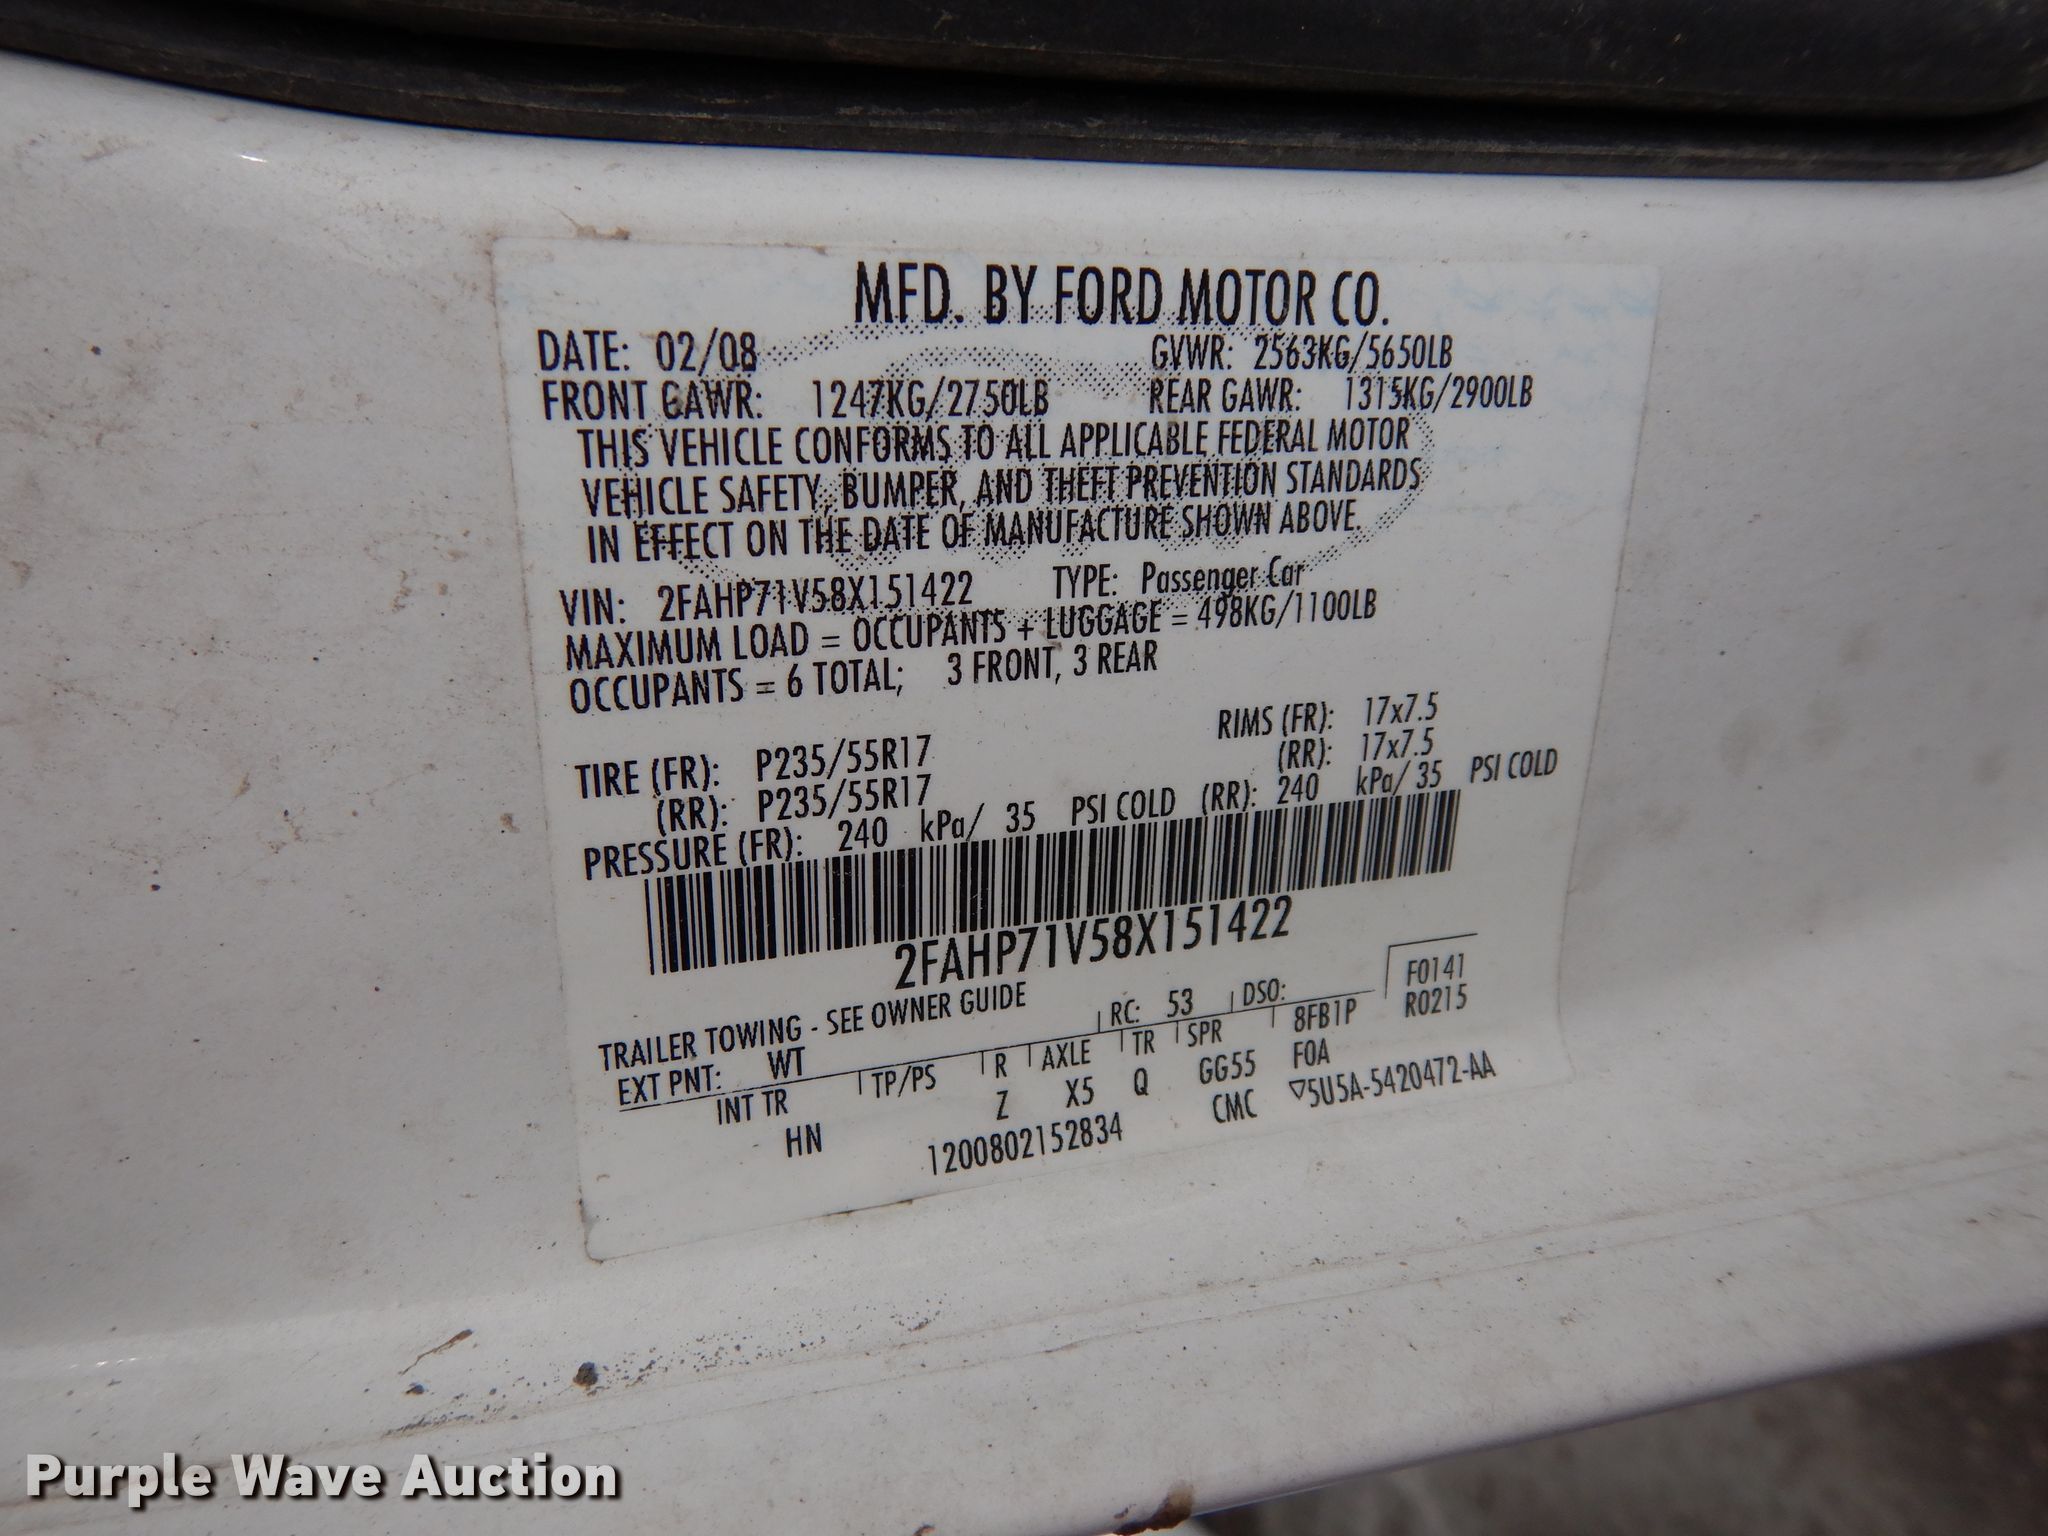 MFD. BY FORD MOTOR CO.
DATE: 02/08 GVWR: 2563KG/5650LB
FRONT GAWR: 1247KG/2750LB REAR GAWR: 1315KG/2900LB
THIS VEHICLE CONFORMS TO ALL APPLICABLE FEDERAL MOTOR
VEHICLE SAFETY, BUMPER, AND THEFT PREVENTION STANDARDS
IN EFFECT ON THE DATE OF MANUFACTURE SHOWN ABOVE.
VIN: 2FAHP71V58X151422 TYPE: Passenger Car
MAXIMUM LOAD = OCCUPANTS + LUGGAGE = 498KG/1100LB
OCCUPANTS = 6 TOTAL; 3 FRONT, 3 REAR
TIRE (FR): P235/55R17 RIMS (FR): 17x7.5
(RR): P235/55R17 (RR): 17x7.5
PRESSURE (FR): 240 kPa/ 35 PSI COLD (RR): 240 kPa/ 35 PSI COLD
2FAHP71V58X151422
TRAILER TOWING - SEE OWNER GUIDE
EXT PNT: WT RC: 53 DSO: F0141
INT TR TP/PS R AXLE TR SPR 8FB1P R0215
HN Z X5 Q GG55 F0A
1200802152834 CMC ▽5U5A-5420472-AA
Purple Wave Auction